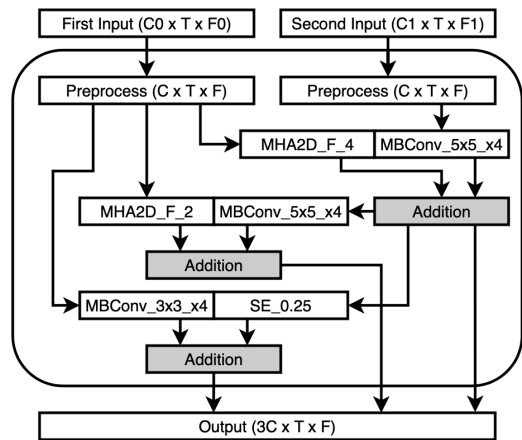 First Input (C0 x T x F0)
Second Input (C1 x T x F1)
Preprocess (C x T x F)
Preprocess (C x T x F)
MHA2D_F_4
MBConv_5x5_x4
MHA2D_F_2
MBConv_5x5_x4
Addition
Addition
MBConv_3x3_x4
SE_0.25
Addition
Output (3C x T x F)